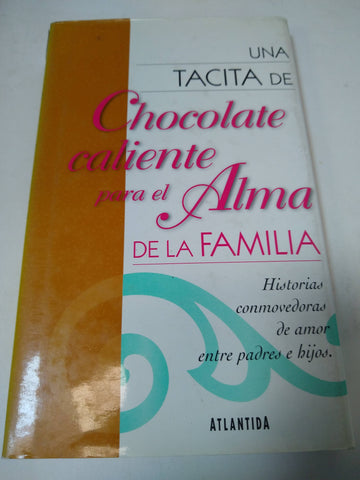 UNA
TACITA DE
Chocolate
caliente
para el Alma
DE LA FAMILIA
Historias
conmovedoras
de amor
entre padres e hijos.
ATLANTIDA